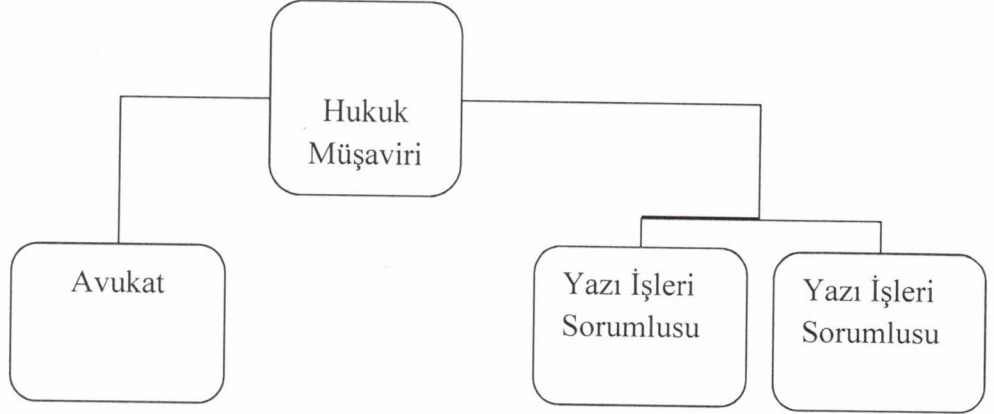 Hukuk
Müşaviri
Avukat
Yazı İşleri
Sorumlusu
Yazı İşleri
Sorumlusu